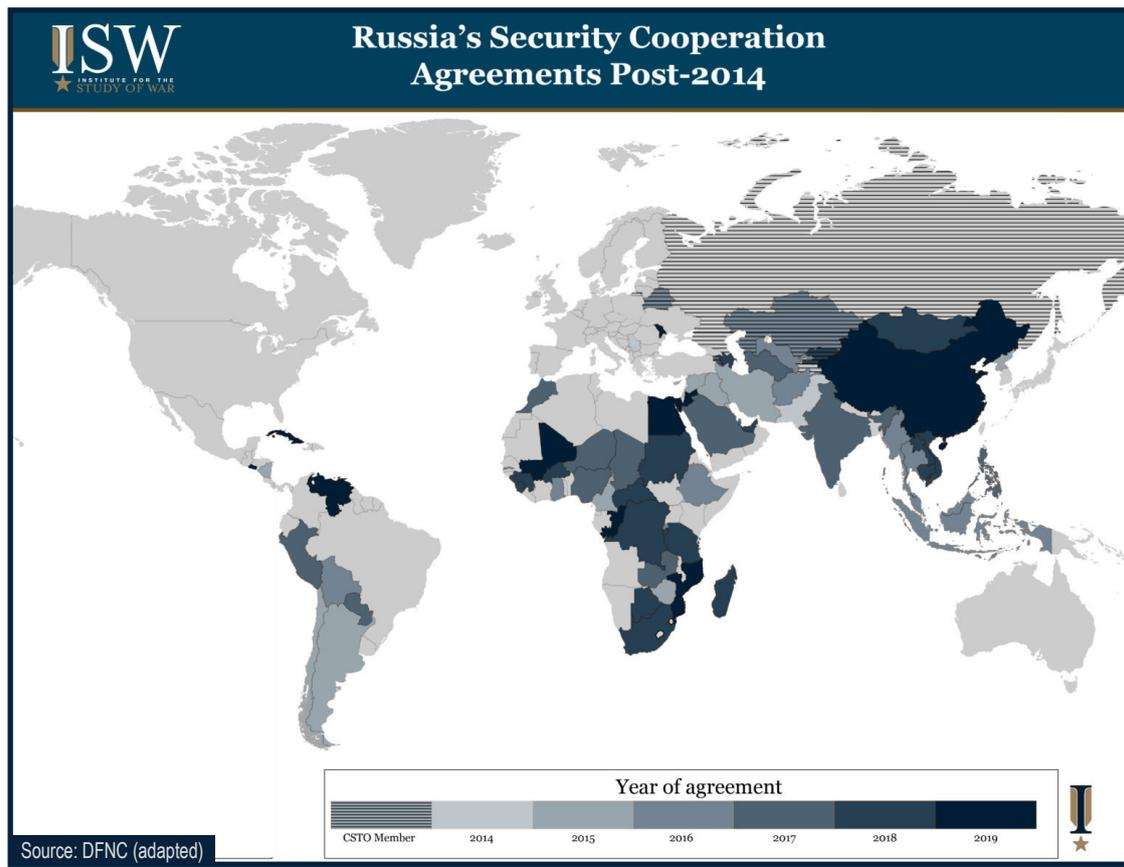 ISW
INSTITUTE FOR THE
STUDY OF WAR
Russia's Security Cooperation
Agreements Post-2014
Year of agreement
CSTO Member 2014 2015 2016 2017 2018 2019
Source: DFNC (adapted)
I